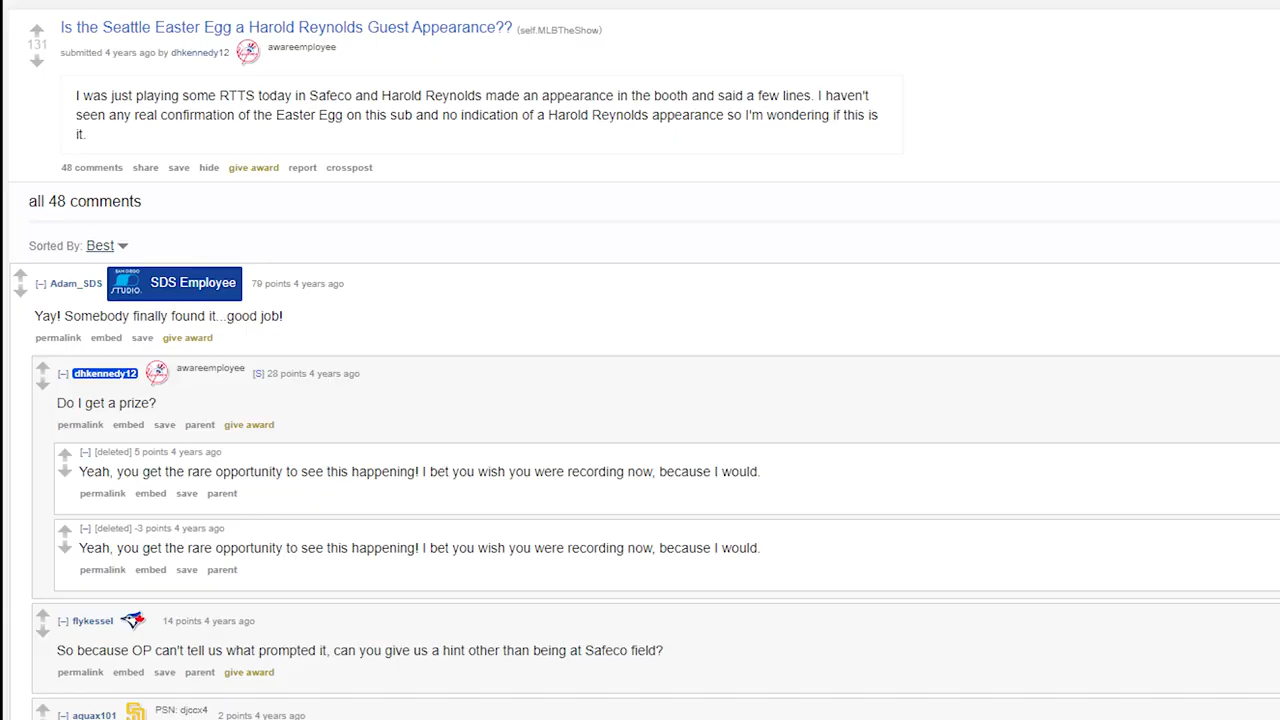 Is the Seattle Easter Egg a Harold Reynolds Guest Appearance?? (self.MLBTheShow)
131
submitted 4 years ago by dhkennedy12 awareemployee
I was just playing some RTTS today in Safeco and Harold Reynolds made an appearance in the booth and said a few lines. I haven't
seen any real confirmation of the Easter Egg on this sub and no indication of a Harold Reynolds appearance so I'm wondering if this is
it.
48 comments share save hide give award report crosspost
all 48 comments
Sorted By: Best
[–] Adam_SDS SAN DIEGO STUDIO. SDS Employee 79 points 4 years ago
Yay! Somebody finally found it...good job!
permalink embed save give award
[–] dhkennedy12 awareemployee [S] 28 points 4 years ago
Do I get a prize?
permalink embed save parent give award
[–] [deleted] 5 points 4 years ago
Yeah, you get the rare opportunity to see this happening! I bet you wish you were recording now, because I would.
permalink embed save parent
[–] [deleted] -3 points 4 years ago
Yeah, you get the rare opportunity to see this happening! I bet you wish you were recording now, because I would.
permalink embed save parent
[–] flykessel 14 points 4 years ago
So because OP can't tell us what prompted it, can you give us a hint other than being at Safeco field?
permalink embed save parent give award
[–] aquax101 PSN: djccx4 2 points 4 years ago